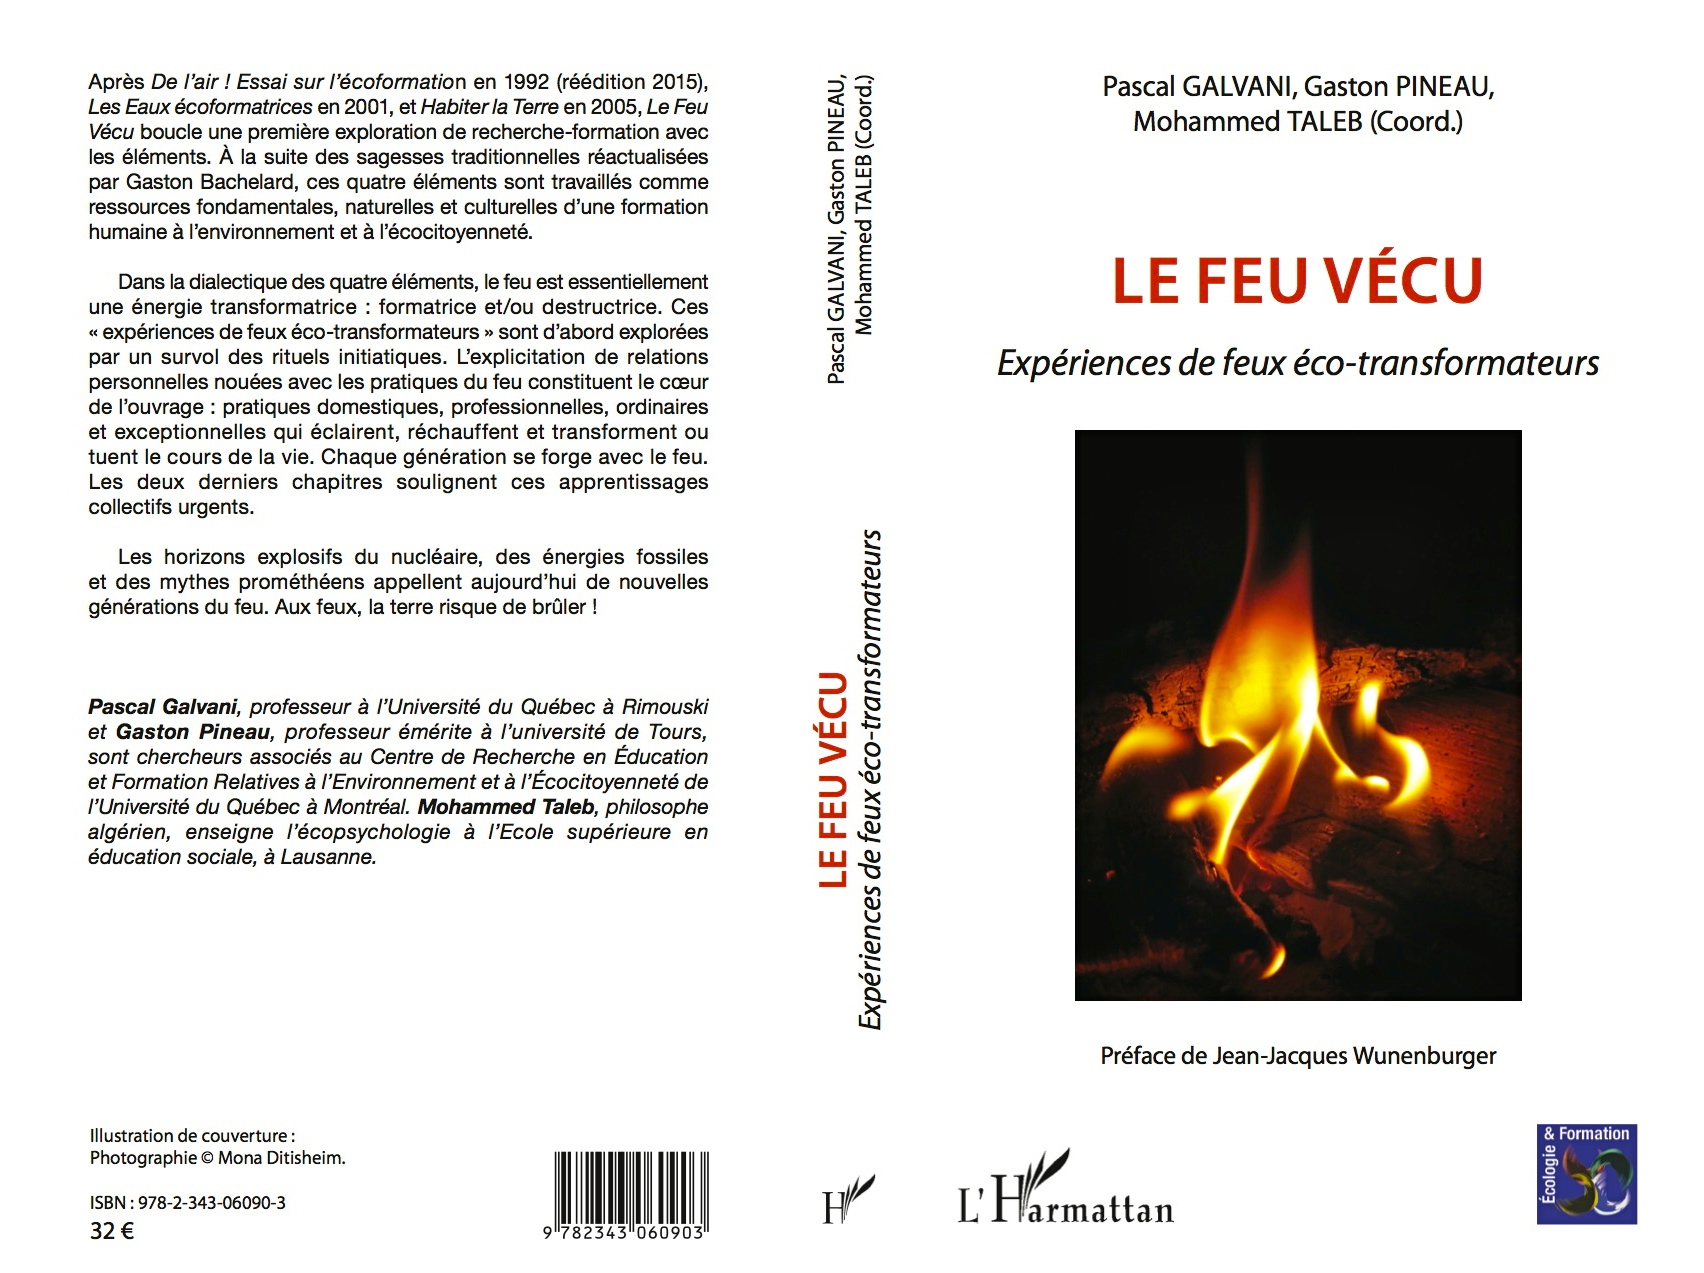 Après De l’air ! Essai sur l’écoformation en 1992 (réédition 2015),
Les Eaux écoformatrices en 2001, et Habiter la Terre en 2005, Le Feu
Vécu boucle une première exploration de recherche-formation avec
les éléments. À la suite des sagesses traditionnelles réactualisées
par Gaston Bachelard, ces quatre éléments sont travaillés comme
ressources fondamentales, naturelles et culturelles d’une formation
humaine à l’environnement et à l’écocitoyenneté.
Dans la dialectique des quatre éléments, le feu est essentiellement
une énergie transformatrice : formatrice et/ou destructrice. Ces
« expériences de feux éco-transformateurs » sont d’abord explorées
par un survol des rituels initiatiques. L’explicitation de relations
personnelles nouées avec les pratiques du feu constituent le cœur
de l’ouvrage : pratiques domestiques, professionnelles, ordinaires
et exceptionnelles qui éclairent, réchauffent et transforment ou
tuent le cours de la vie. Chaque génération se forge avec le feu.
Les deux derniers chapitres soulignent ces apprentissages
collectifs urgents.
Les horizons explosifs du nucléaire, des énergies fossiles
et des mythes prométhéens appellent aujourd’hui de nouvelles
générations du feu. Aux feux, la terre risque de brûler !
Pascal Galvani, professeur à l’Université du Québec à Rimouski
et Gaston Pineau, professeur émérite à l’université de Tours,
sont chercheurs associés au Centre de Recherche en Éducation
et Formation Relatives à l’Environnement et à l’Écocitoyenneté de
l’Université du Québec à Montréal. Mohammed Taleb, philosophe
algérien, enseigne l’écopsychologie à l’Ecole supérieure en
éducation sociale, à Lausanne.
Illustration de couverture :
Photographie © Mona Ditisheim.
ISBN : 978-2-343-06090-3
32 €
9 782343 060903
Pascal GALVANI, Gaston PINEAU,
Mohammed TALEB (Coord.)
LE FEU VÉCU
Expériences de feux éco-transformateurs
H
Pascal GALVANI, Gaston PINEAU,
Mohammed TALEB (Coord.)
LE FEU VÉCU
Expériences de feux éco-transformateurs
Préface de Jean-Jacques Wunenburger
L’Harmattan
Écologie
& Formation